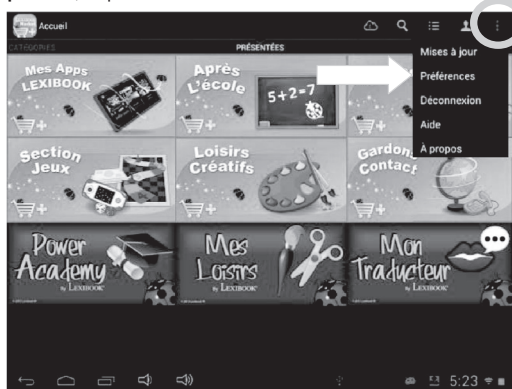 Accueil
CATÉGORIES
PRÉSENTÉES
Mises à jour
Préférences
Déconnexion
Aide
À propos
Mes Apps
LEXIBOOK
Après
L'école
5+2=7
Section
Jeux
Loisirs
Créatifs
Gardons
Contact
Power
Academy
by LEXIBOOK
Mes
Loisirs
by LEXIBOOK
Mon
Traducteur
by LEXIBOOK
5:23